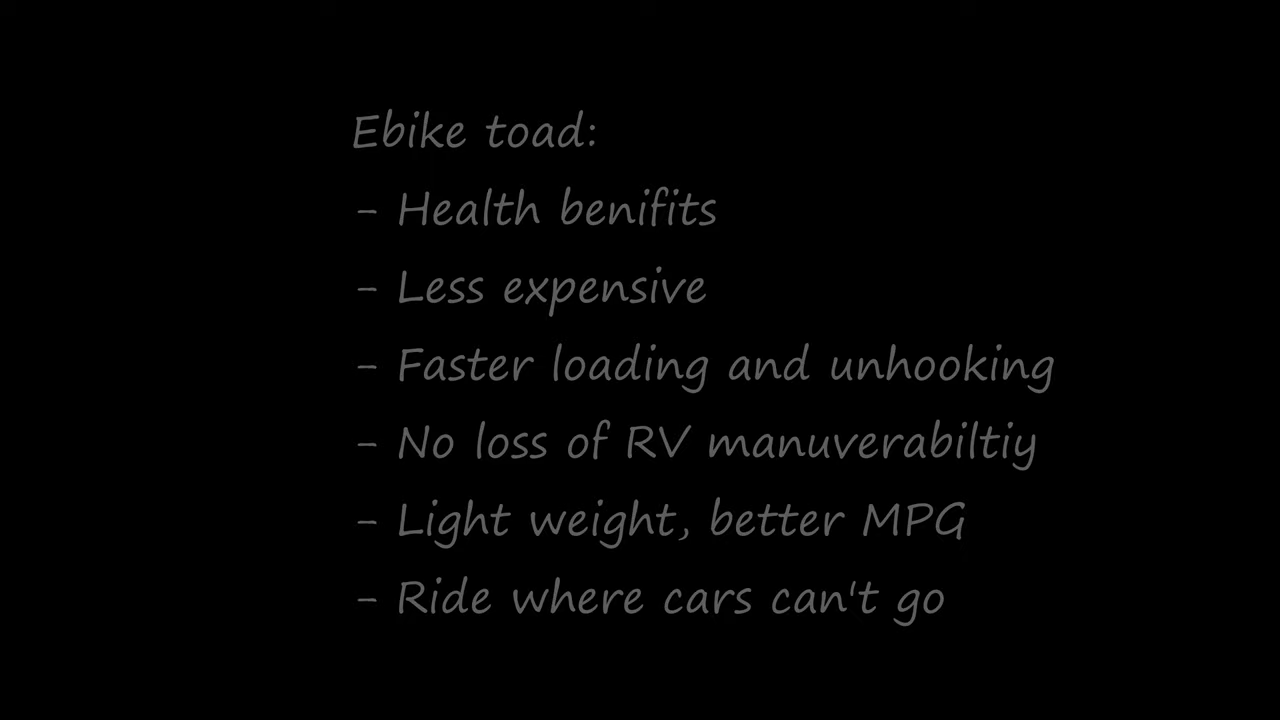 Ebike toad:
- Health benifits
- Less expensive
- Faster loading and unhooking
- No loss of RV manuverabiltiy
- Light weight, better MPG
- Ride where cars can't go